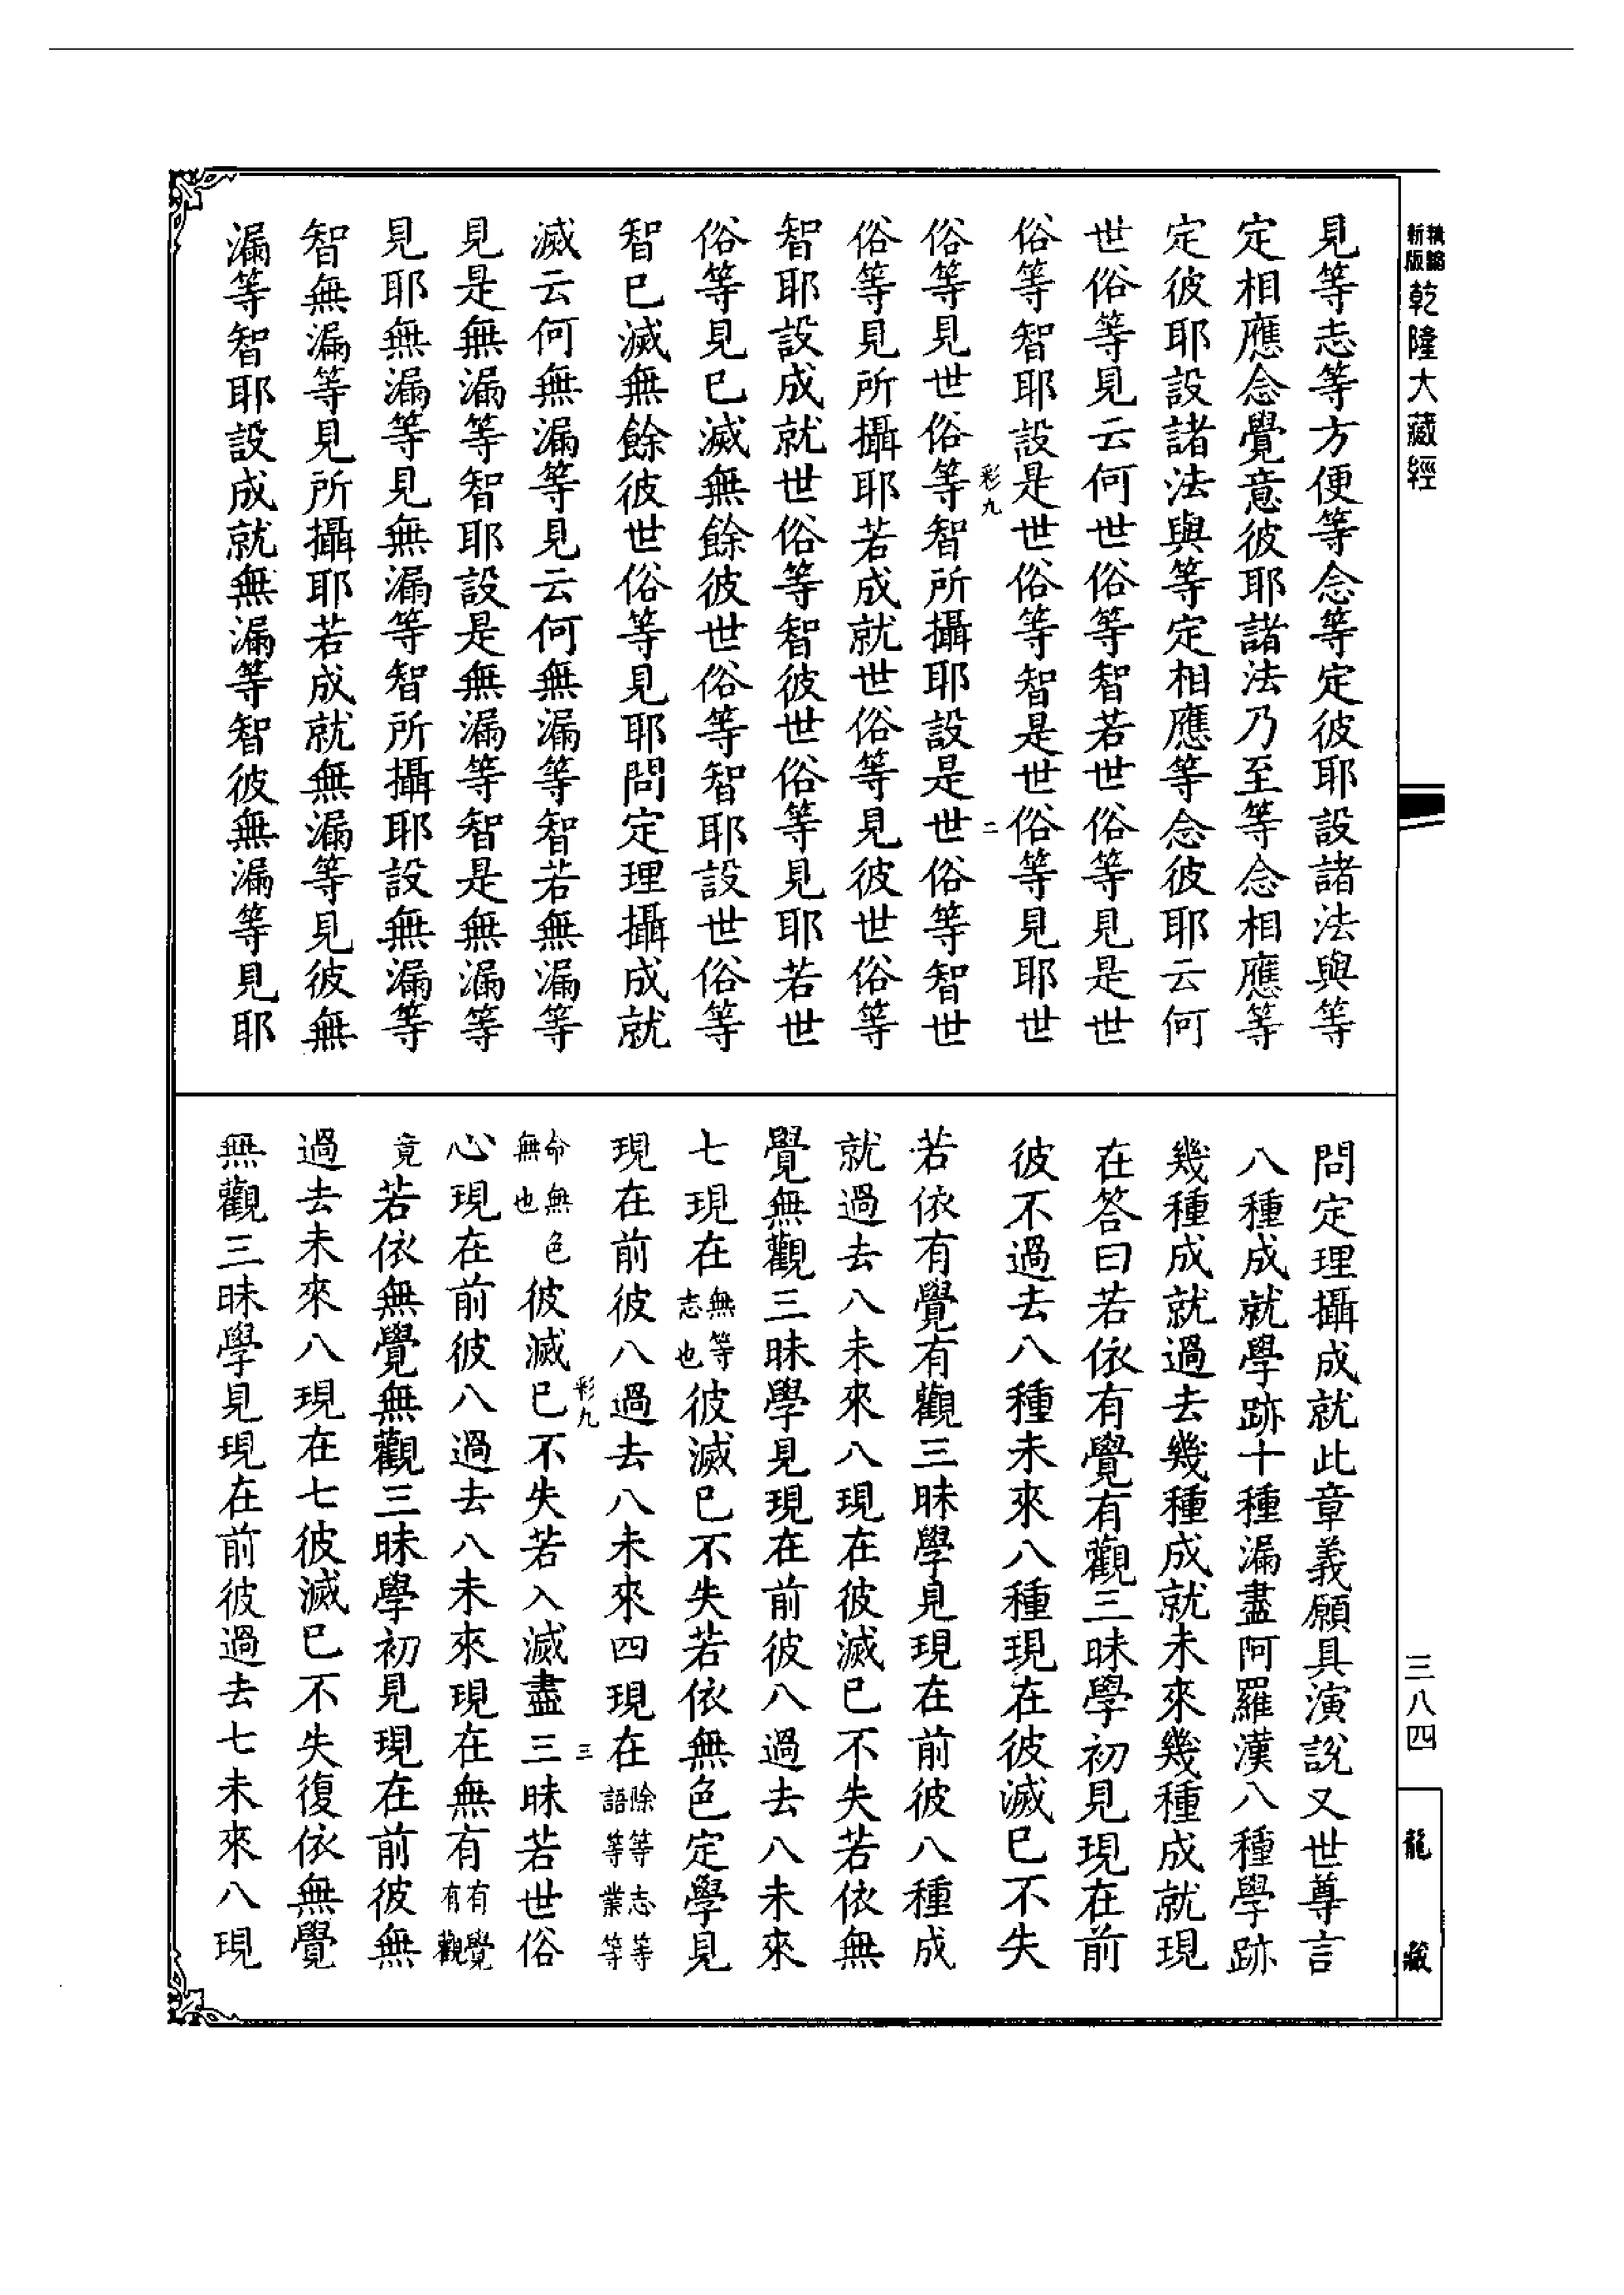 精縮
新版
乾隆大藏經
見等志等方便等念等定彼耶設諸法與等
定相應念覺意彼耶諸法乃至等念相應等
定彼耶設諸法與等定相應等念彼耶云何
世俗等見云何世俗等智若世俗等見是世
俗等智耶設是世俗等智是世俗等見耶世
彩九
二
俗等見世俗等智所攝耶設是世俗等智世
俗等見所攝耶若成就世俗等見彼世俗等
智耶設成就世俗等智彼世俗等見耶若世
俗等見已滅無餘彼世俗等智耶設世俗等
智已滅無餘彼世俗等見耶問定理攝成就
滅云何無漏等見云何無漏等智若無漏等
見是無漏等智耶設是無漏等智是無漏等
見耶無漏等見無漏等智所攝耶設無漏等
智無漏等見所攝耶若成就無漏等見彼無
漏等智耶設成就無漏等智彼無漏等見耶
問定理攝成就此章義願具演說又世尊言
八種成就學跡十種漏盡阿羅漢八種學跡
幾種成就過去幾種成就未來幾種成就現
在答曰若依有覺有觀三昧學初見現在前
彼不過去八種未來八種現在彼滅已不失
若依有覺有觀三昧學見現在前彼八種成
就過去八未來八現在彼滅已不失若依無
覺無觀三昧學見現在前彼八過去八未來
七現在無等志也彼滅已不失若依無色定學見
現在前彼八過去八未來四現在除等志等語等業等
彩九
三
命無色無也彼滅已不失若入滅盡三昧若世俗
心現在前彼八過去八未來現在無有有覺有觀
竟若依無覺無觀三昧學初見現在前彼無
過去未來八現在七彼滅已不失復依無覺
無觀三昧學見現在前彼過去七未來八現
三八四
龍藏